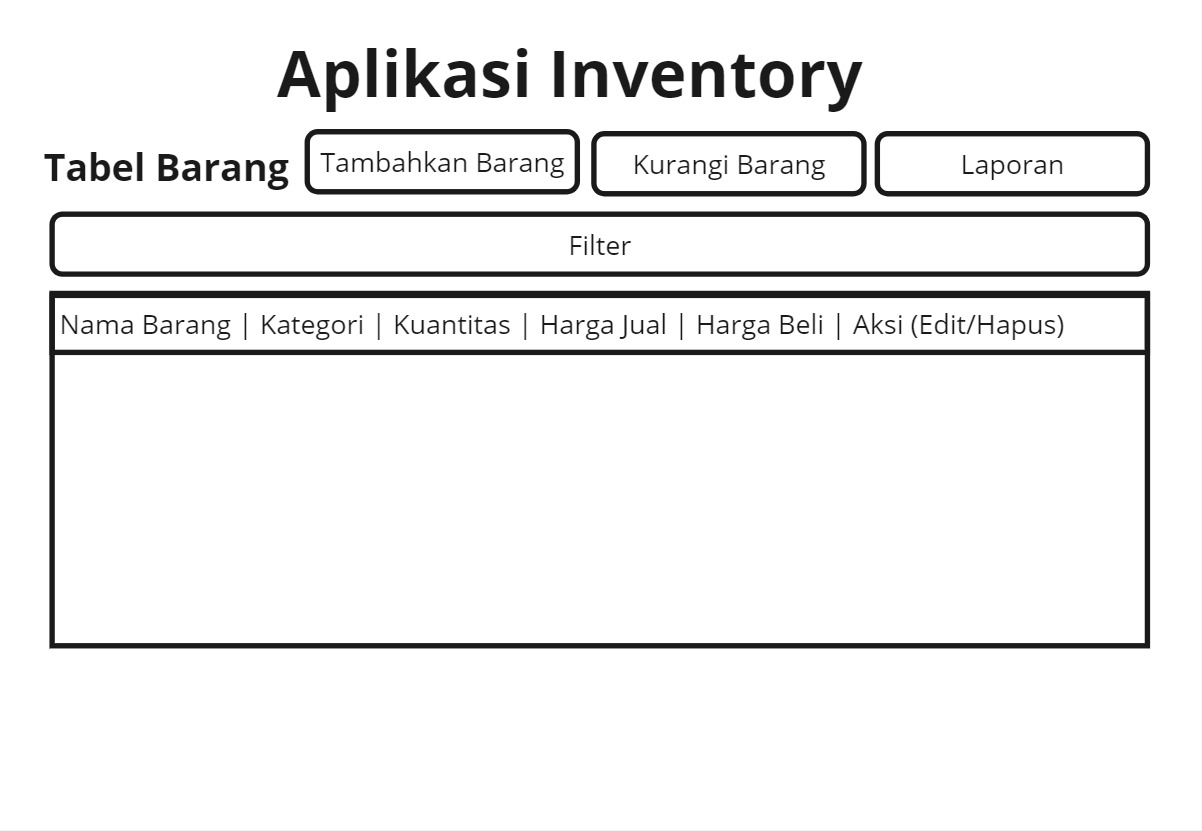 Aplikasi Inventory
Tabel Barang
Tambahkan Barang
Kurangi Barang
Laporan
Filter
Nama Barang | Kategori | Kuantitas | Harga Jual | Harga Beli | Aksi (Edit/Hapus)